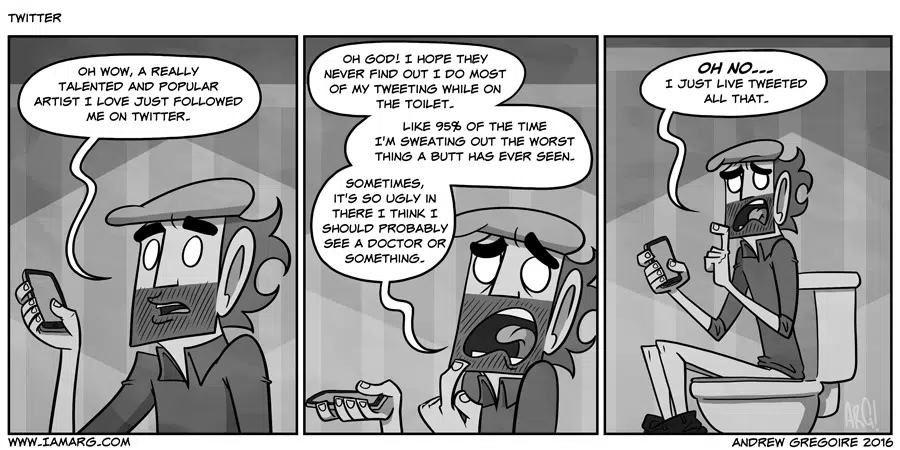 TWITTER
OH WOW, A REALLY
TALENTED AND POPULAR
ARTIST I LOVE JUST FOLLOWED
ME ON TWITTER.
OH GOD! I HOPE THEY
NEVER FIND OUT I DO MOST
OF MY TWEETING WHILE ON
THE TOILET.
LIKE 95% OF THE TIME
I'M SWEATING OUT THE WORST
THING A BUTT HAS EVER SEEN.
SOMETIMES,
IT'S SO UGLY IN
THERE I THINK I
SHOULD PROBABLY
SEE A DOCTOR OR
SOMETHING.
OH NO...
I JUST LIVE TWEETED
ALL THAT.
ARG!
WWW.IAMARG.COM
ANDREW GREGOIRE 2016